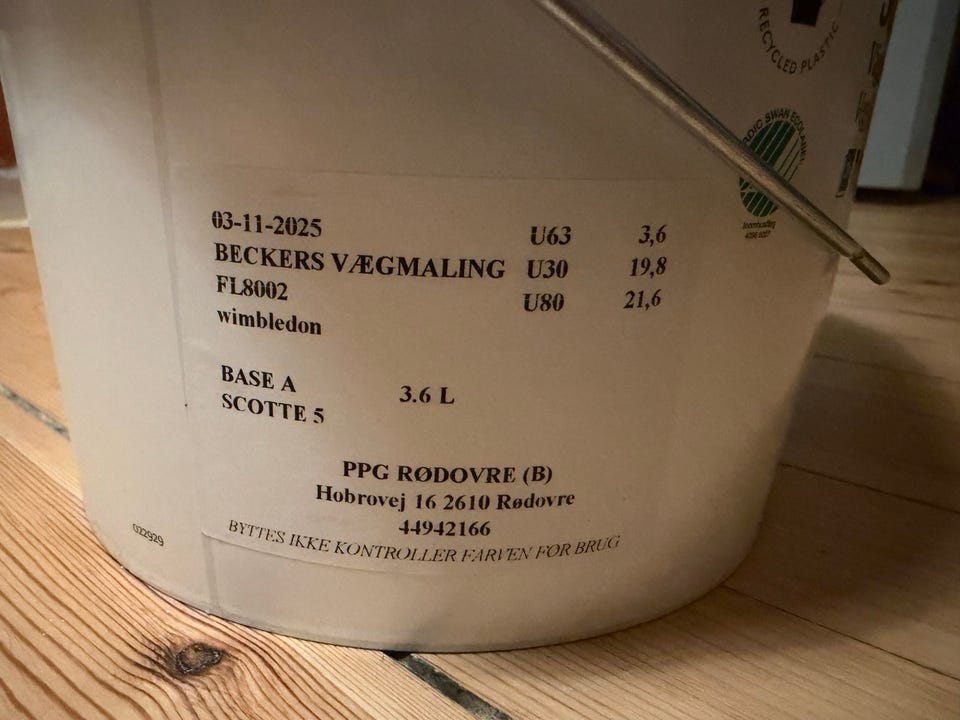 RECYCLED PLASTIC
03-11-2025
BECKERS VÆGMALING
FL8002
wimbledon
U63 3,6
U30 19,8
U80 21,6
BASE A
SCOTTE 5
3.6 L
PPG RØDOVRE (B)
Hobrovej 16 2610 Rødovre
44942166
BYTTES IKKE KONTROLLER FARVEN FØR BRUG
022929